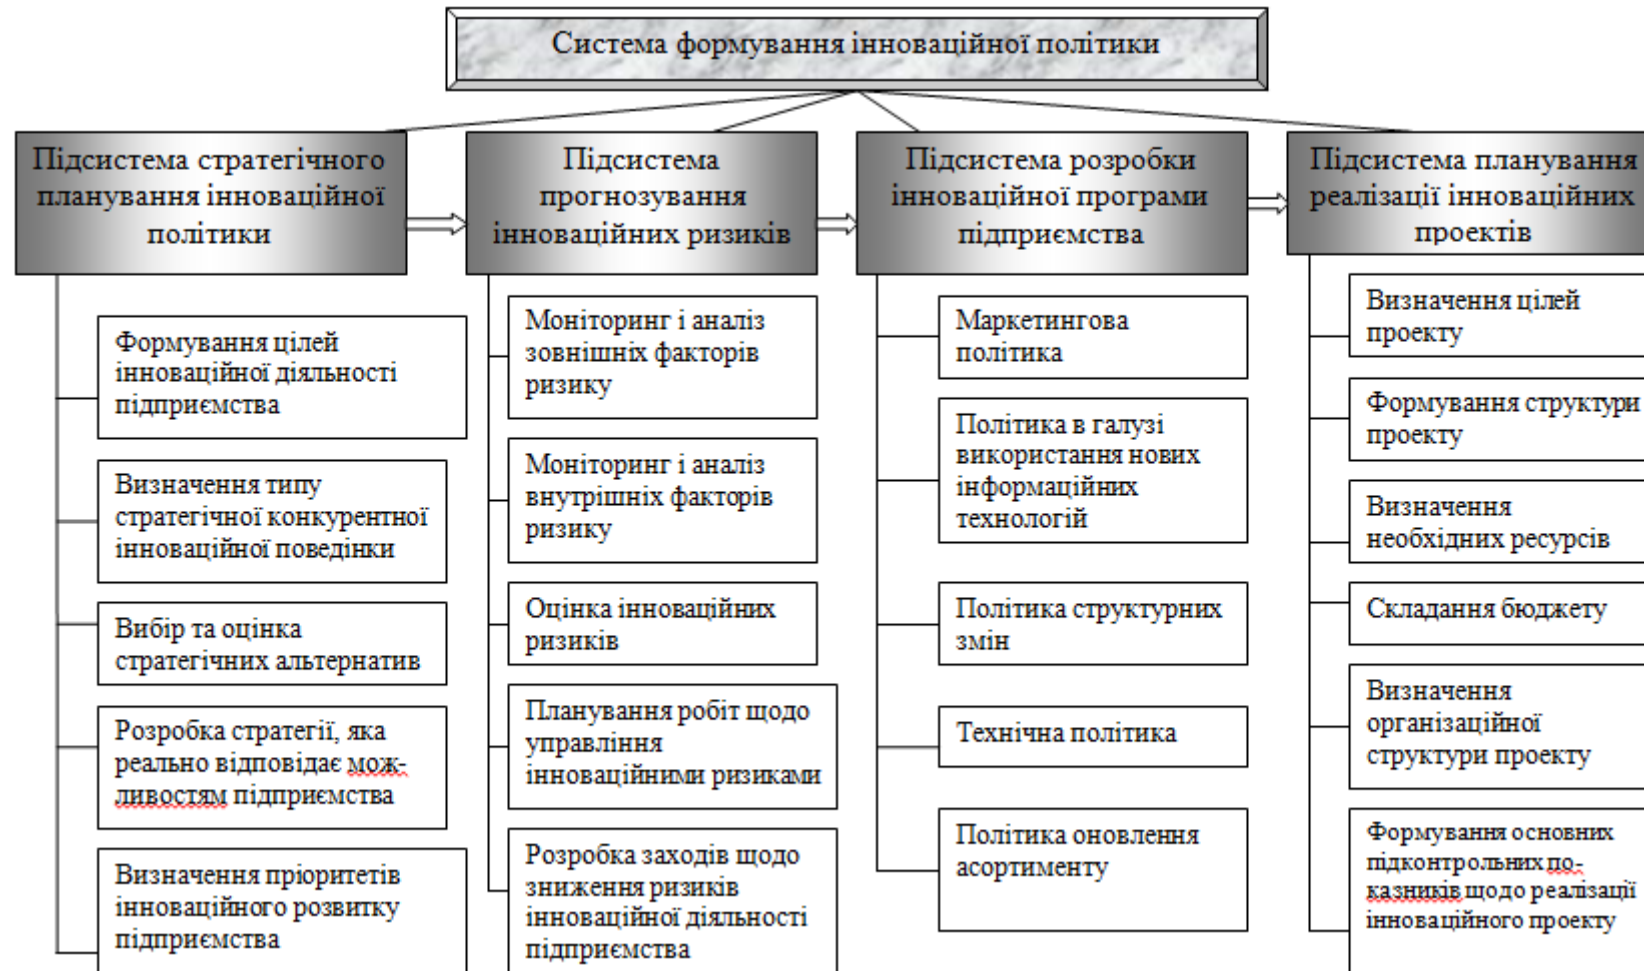 Система формування інноваційної політики
Підсистема стратегічного
планування інноваційної
політики
Підсистема
прогнозування
інноваційних ризиків
Підсистема розробки
інноваційної програми
підприємства
Підсистема планування
реалізації інноваційних
проектів
Формування цілей
інноваційної діяльності
підприємства
Визначення типу
стратегічної конкурентної
інноваційної поведінки
Вибір та оцінка
стратегічних альтернатив
Розробка стратегії, яка
реально відповідає мож-
ливостям підприємства
Визначення пріоритетів
інноваційного розвитку
підприємства
Моніторинг і аналіз
зовнішніх факторів
ризику
Моніторинг і аналіз
внутрішніх факторів
ризику
Оцінка інноваційних
ризиків
Планування робіт щодо
управління
інноваційними ризиками
Розробка заходів щодо
зниження ризиків
інноваційної діяльності
підприємства
Маркетингова
політика
Політика в галузі
використання нових
інформаційних
технологій
Політика структурних
змін
Технічна політика
Політика оновлення
асортименту
Визначення цілей
проекту
Формування структури
проекту
Визначення
необхідних ресурсів
Складання бюджету
Визначення
організаційної
структури проекту
Формування основних
підконтрольних по-
казників щодо реалізації
інноваційного проекту